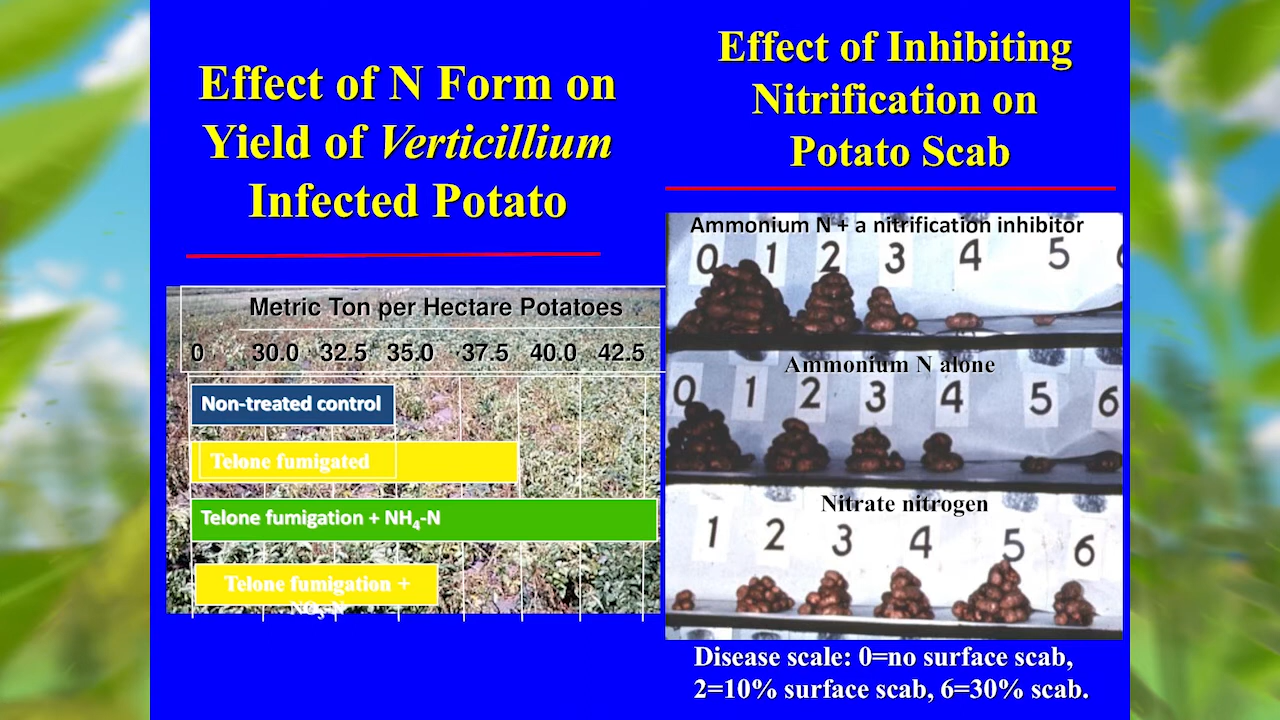 Effect of N Form on
Yield of Verticillium
Infected Potato
Metric Ton per Hectare Potatoes
0 30.0 32.5 35.0 37.5 40.0 42.5
Non-treated control
Telone fumigated
Telone fumigation + NH₄-N
Telone fumigation +
NO₃-N
Effect of Inhibiting
Nitrification on
Potato Scab
Ammonium N + a nitrification inhibitor
0 1 2 3 4 5
Ammonium N alone
0 1 2 3 4 5 6
Nitrate nitrogen
1 2 3 4 5 6
Disease scale: 0=no surface scab,
2=10% surface scab, 6=30% scab.